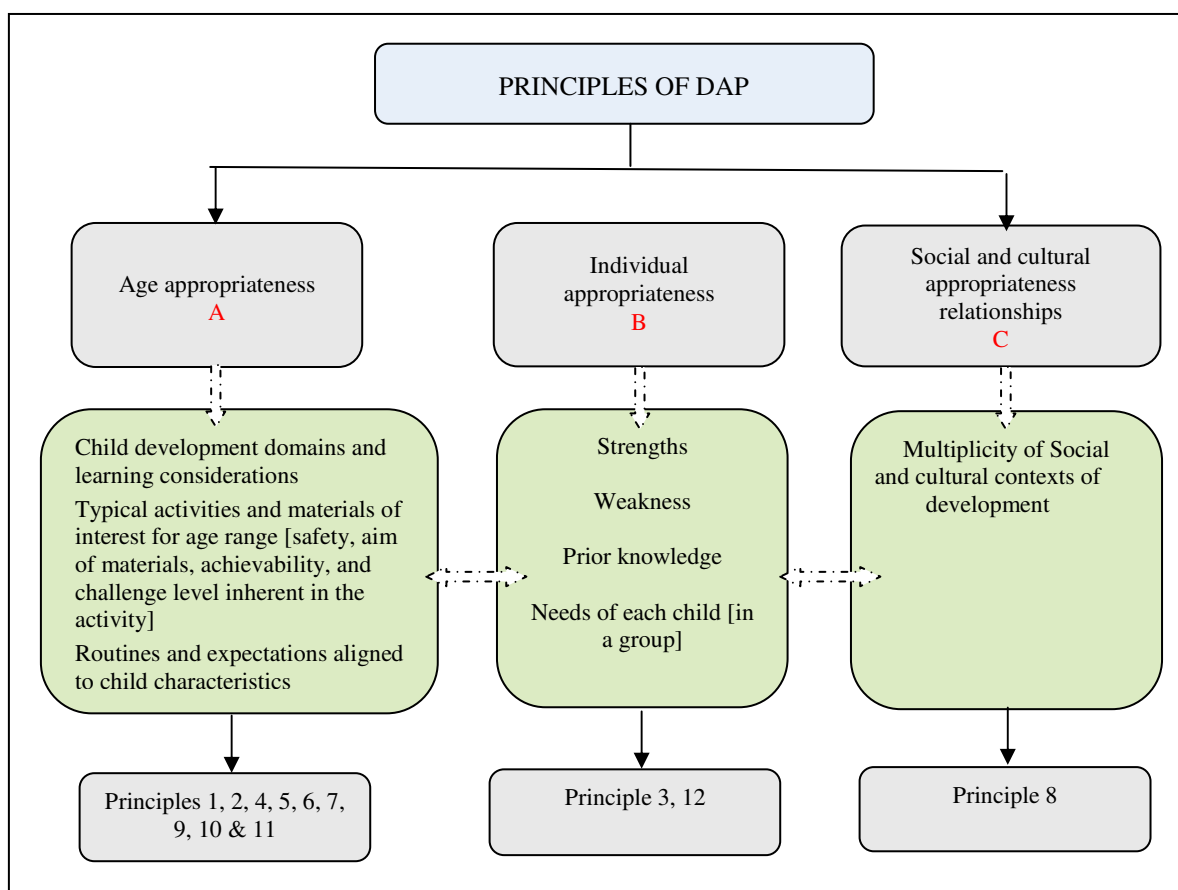 PRINCIPLES OF DAP
Age appropriateness
A
Individual
appropriateness
B
Social and cultural
appropriateness
relationships
C
Child development domains and
learning considerations
Typical activities and materials of
interest for age range [safety, aim
of materials, achievability, and
challenge level inherent in the
activity]
Routines and expectations aligned
to child characteristics
Strengths
Weakness
Prior knowledge
Needs of each child [in
a group]
Multiplicity of Social
and cultural contexts of
development
Principles 1, 2, 4, 5, 6, 7,
9, 10 & 11
Principle 3, 12
Principle 8